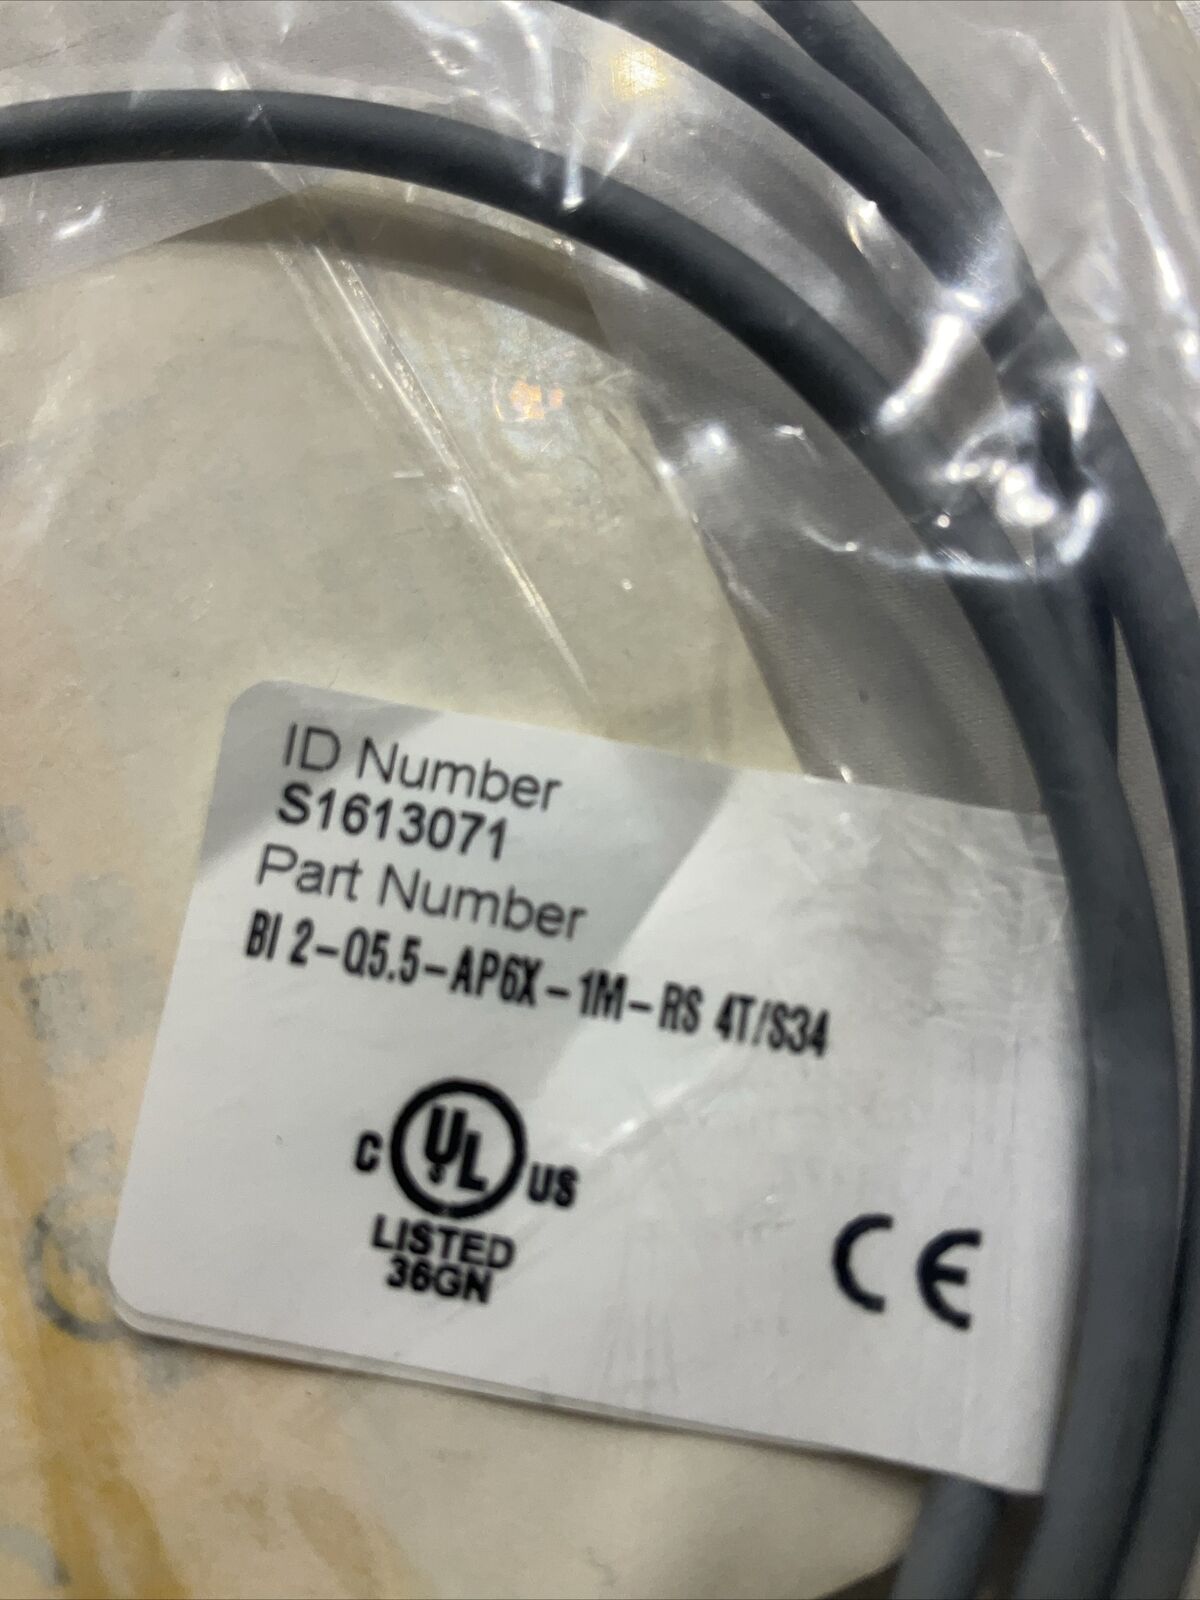 ID Number
S1613071
Part Number
BI 2-Q5.5-AP6X-1M-RS 4T/S34
C UL US
LISTED
36GN
CE